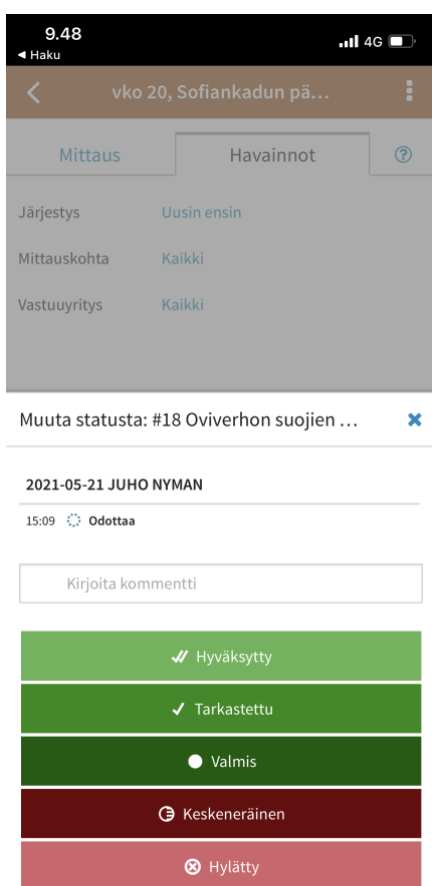 9.48
◀ Haku
4G
vko 20, Sofiankadun pä...
Mittaus
Havainnot
?
Järjestys Uusin ensin
Mittauskohta Kaikki
Vastuuyritys Kaikki
Muuta statusta: #18 Oviverhon suojien ...
2021-05-21 JUHO NYMAN
15:09 Odottaa
Kirjoita kommentti
Hyväksytty
Tarkastettu
Valmis
Keskeneräinen
Hylätty